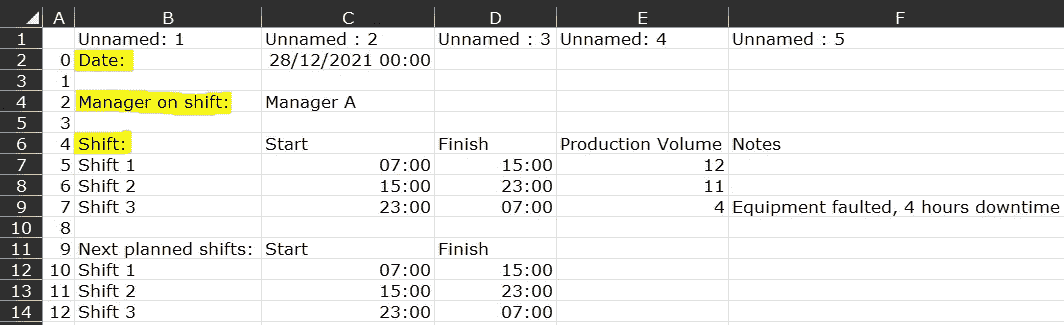 A B C D E F
1 Unnamed: 1 Unnamed : 2 Unnamed : 3 Unnamed: 4 Unnamed : 5
2 0 Date: 28/12/2021 00:00
3 1
4 2 Manager on shift: Manager A
5 3
6 4 Shift: Start Finish Production Volume Notes
7 5 Shift 1 07:00 15:00 12
8 6 Shift 2 15:00 23:00 11
9 7 Shift 3 23:00 07:00 4 Equipment faulted, 4 hours downtime
10 8
11 9 Next planned shifts: Start Finish
12 10 Shift 1 07:00 15:00
13 11 Shift 2 15:00 23:00
14 12 Shift 3 23:00 07:00